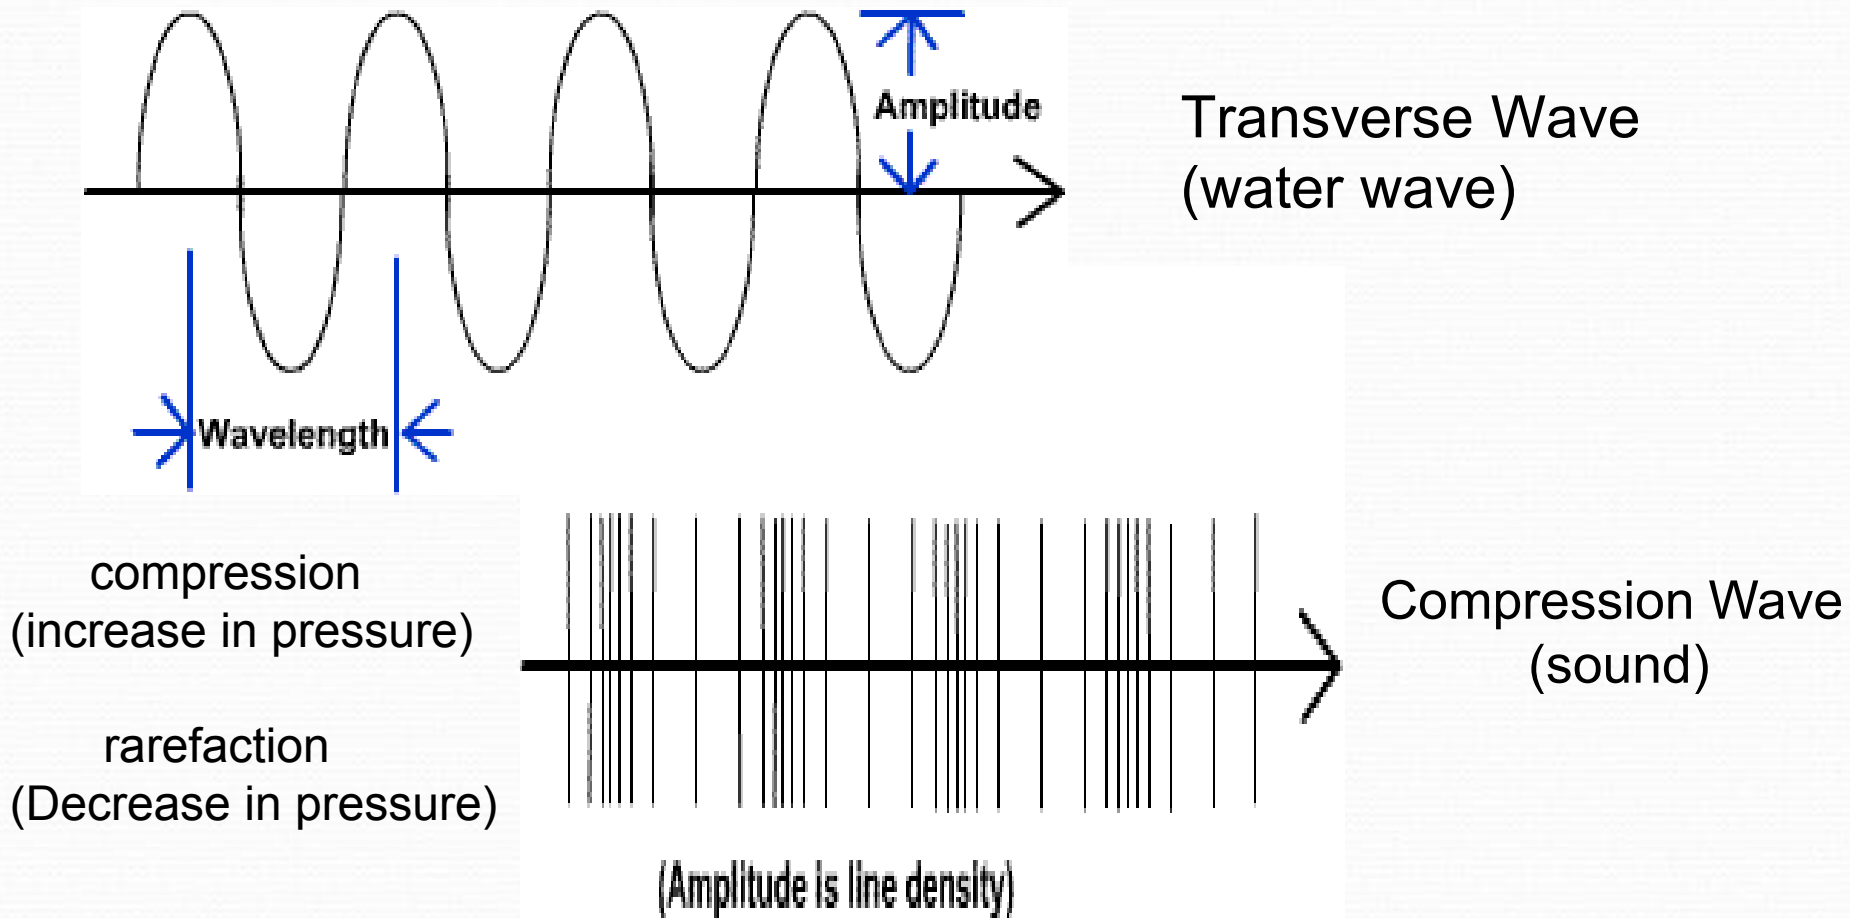 Amplitude
Transverse Wave
(water wave)
Wavelength
compression
(increase in pressure)
rarefaction
(Decrease in pressure)
Compression Wave
(sound)
(Amplitude is line density)